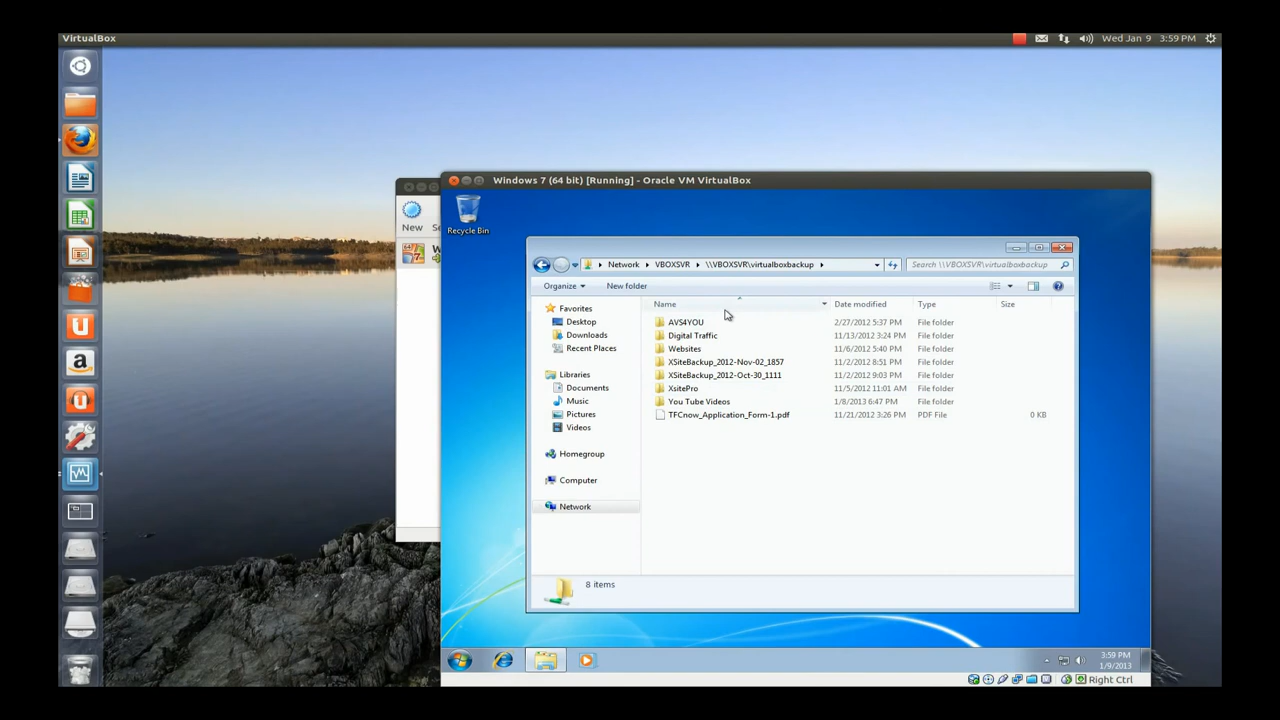 VirtualBox
Wed Jan 9 3:59 PM
Windows 7 (64 bit) [Running] - Oracle VM VirtualBox
New
Recycle Bin
Network VBOXSVR \\VBOXSVR\virtualboxbackup
Search \\VBOXSVR\virtualboxbackup
Organize New folder
Name Date modified Type Size
Favorites
Desktop
Downloads
Recent Places
Libraries
Documents
Music
Pictures
Videos
Homegroup
Computer
Network
AVS4YOU 2/27/2012 5:37 PM File folder
Digital Traffic 11/13/2012 3:24 PM File folder
Websites 11/6/2012 5:40 PM File folder
XSiteBackup_2012-Nov-02_1857 11/2/2012 8:51 PM File folder
XSiteBackup_2012-Oct-30_1111 11/2/2012 9:03 PM File folder
XsitePro 11/5/2012 11:01 AM File folder
You Tube Videos 1/8/2013 6:47 PM File folder
TFCnow_Application_Form-1.pdf 11/21/2012 3:26 PM PDF File 0 KB
8 items
3:59 PM
1/9/2013
Right Ctrl